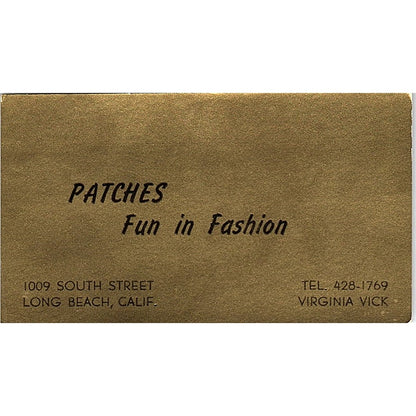 PATCHES
Fun in Fashion
1009 SOUTH STREET
LONG BEACH, CALIF.
TEL. 428-1769
VIRGINIA VICK